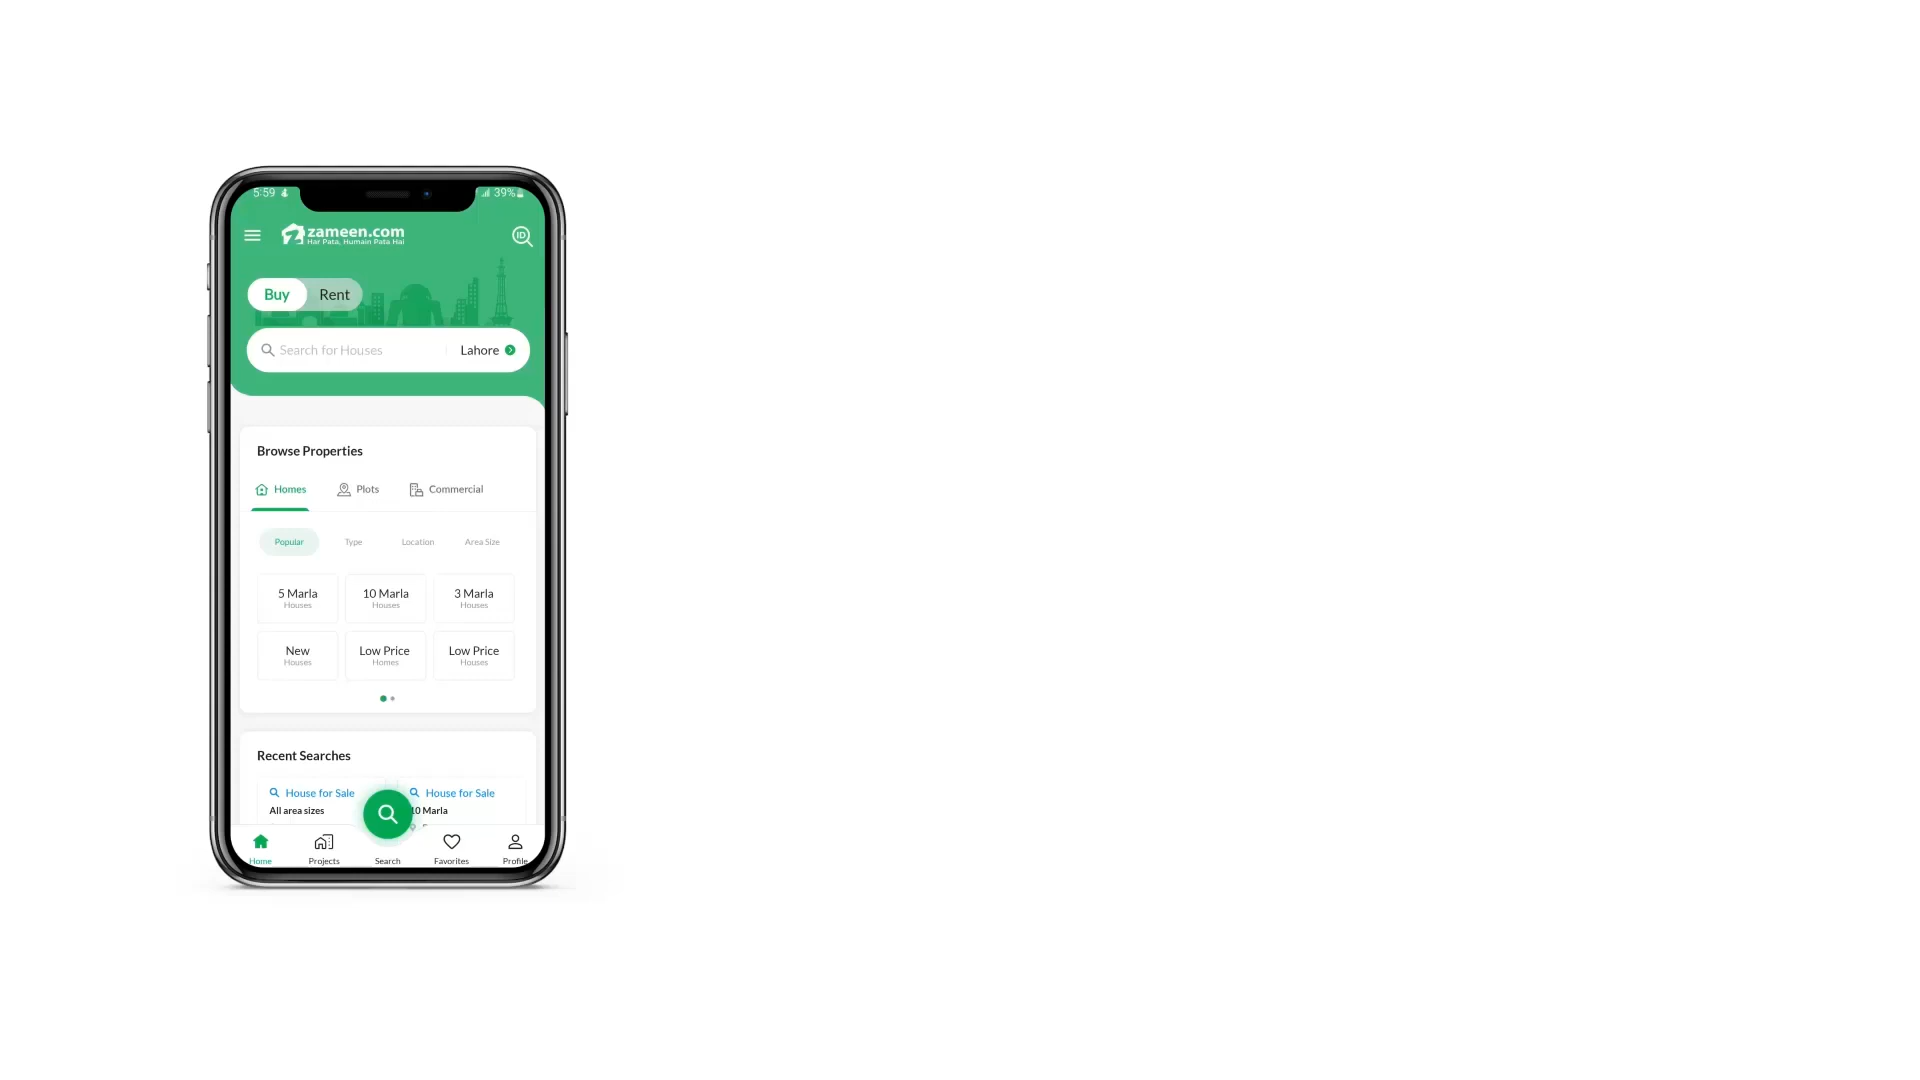 5:59
39%
zameen.com
Har Pata, Humain Pata Hai
ID
Buy Rent
Search for Houses Lahore
Browse Properties
Homes Plots Commercial
Popular Type Location Area Size
5 Marla 10 Marla 3 Marla
Houses Houses Houses
New Low Price Low Price
Houses Homes Houses
Recent Searches
House for Sale House for Sale
All area sizes 10 Marla
Home Projects Search Favorites Profile